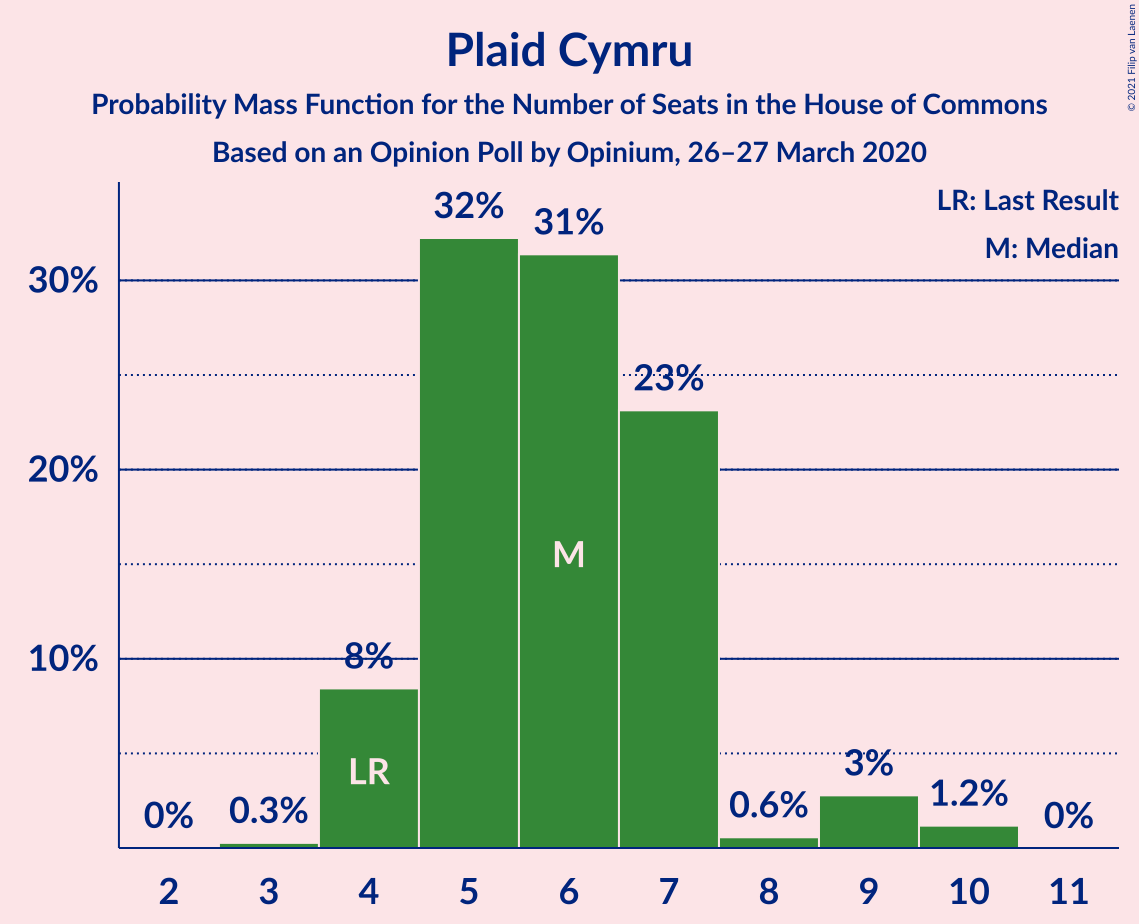 Plaid Cymru
Probability Mass Function for the Number of Seats in the House of Commons
Based on an Opinion Poll by Opinium, 26–27 March 2020
© 2021 Filip van Laenen
LR: Last Result
M: Median
30%
20%
10%
0%
0.3%
8%
32%
31%
23%
0.6%
3%
1.2%
0%
LR
M
2 3 4 5 6 7 8 9 10 11